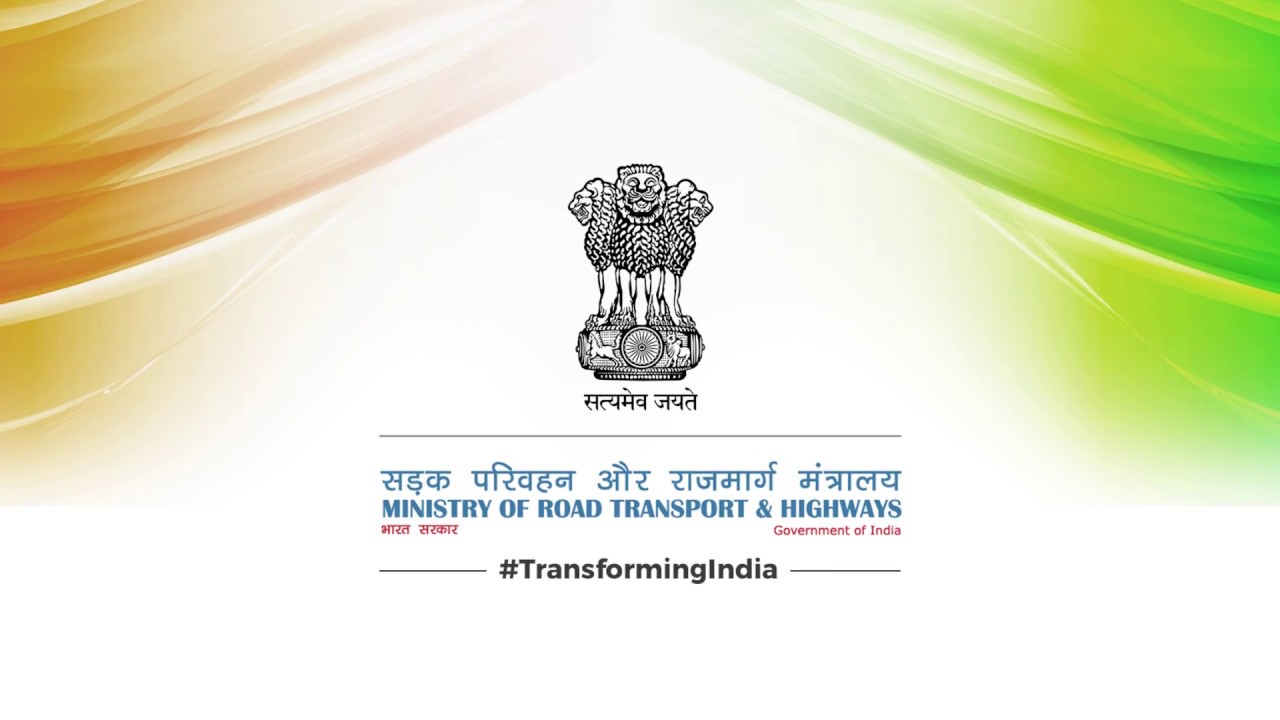 सत्यमेव जयते
सड़क परिवहन और राजमार्ग मंत्रालय
MINISTRY OF ROAD TRANSPORT & HIGHWAYS
भारत सरकार Government of India
#TransformingIndia